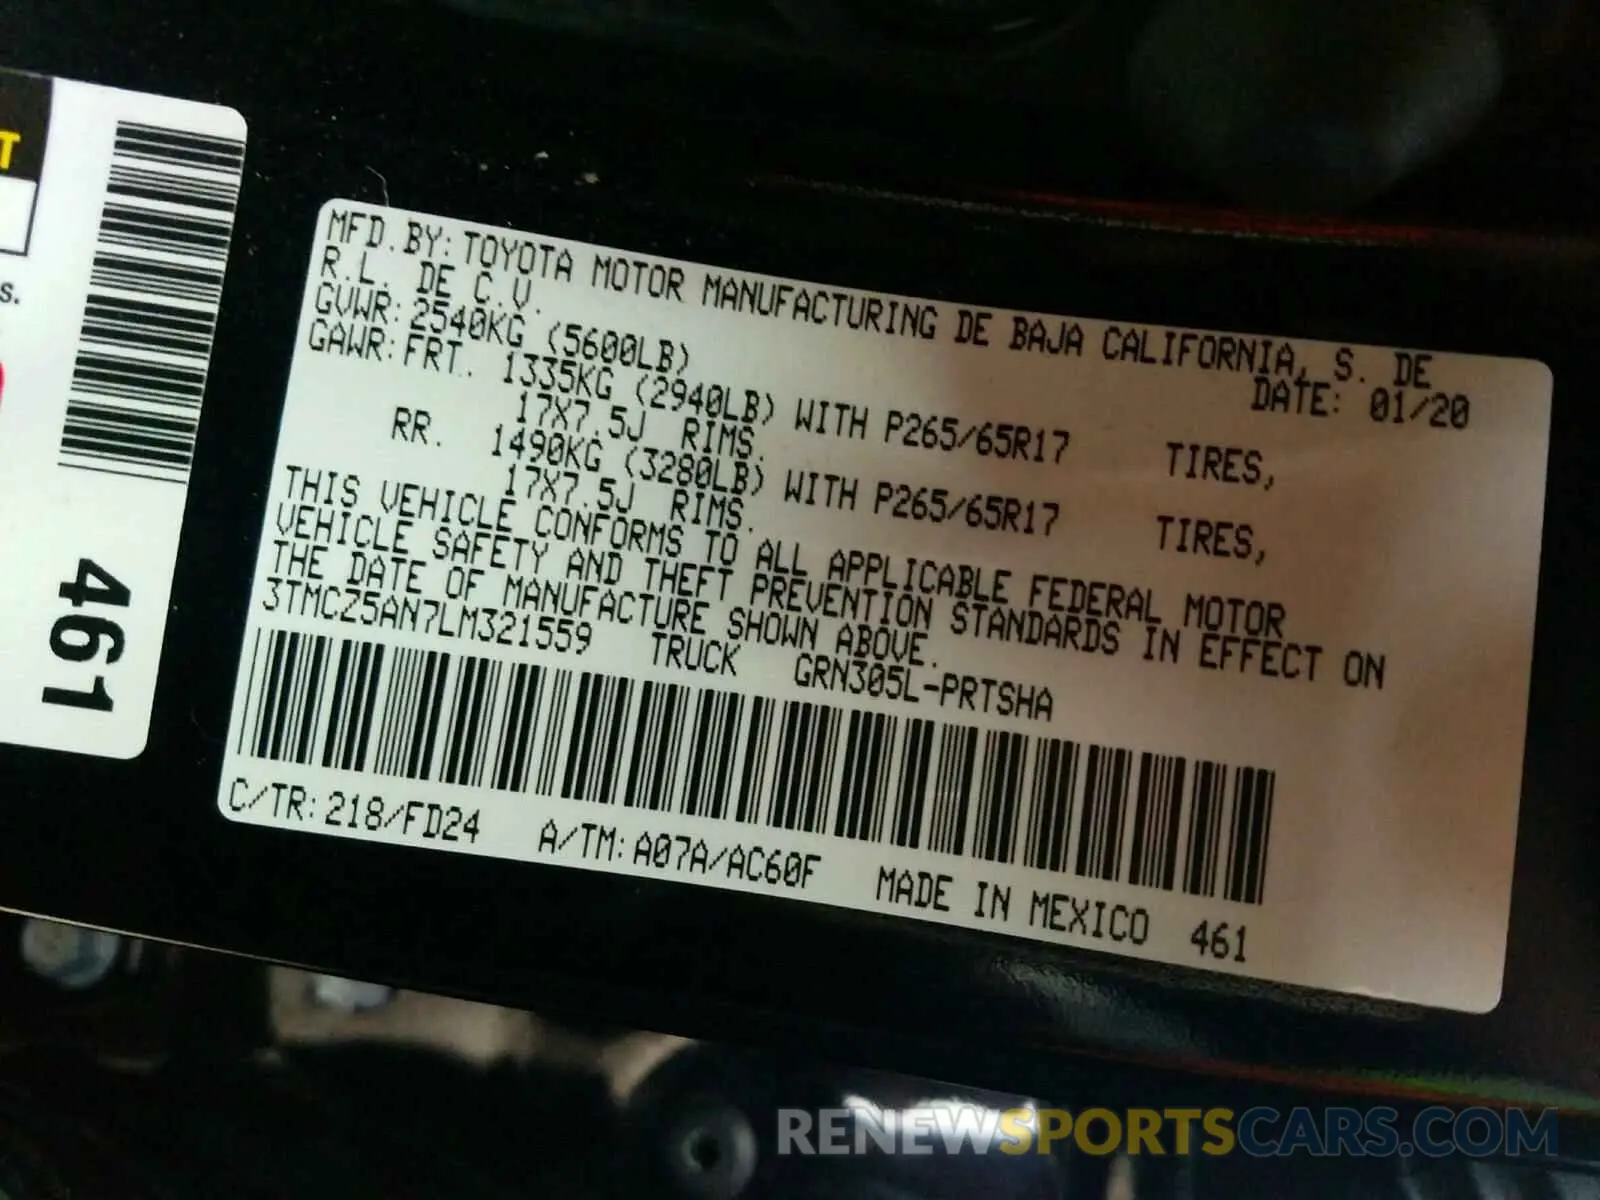 T
s.
461
MFD. BY: TOYOTA MOTOR MANUFACTURING DE BAJA CALIFORNIA, S. DE
R.L. DE C.V. DATE: 01/20
GVWR: 2540KG (5600LB)
GAWR: FRT. 1335KG (2940LB) WITH P265/65R17 TIRES,
17X7.5J RIMS.
RR. 1490KG (3280LB) WITH P265/65R17 TIRES,
17X7.5J RIMS.
THIS VEHICLE CONFORMS TO ALL APPLICABLE FEDERAL MOTOR
VEHICLE SAFETY AND THEFT PREVENTION STANDARDS IN EFFECT ON
THE DATE OF MANUFACTURE SHOWN ABOVE.
3TMCZ5AN7LM321559 TRUCK GRN305L-PRTSHA
C/TR: 218/FD24 A/TM: A07A/AC60F MADE IN MEXICO 461
RENEWSPORTSCARS.COM